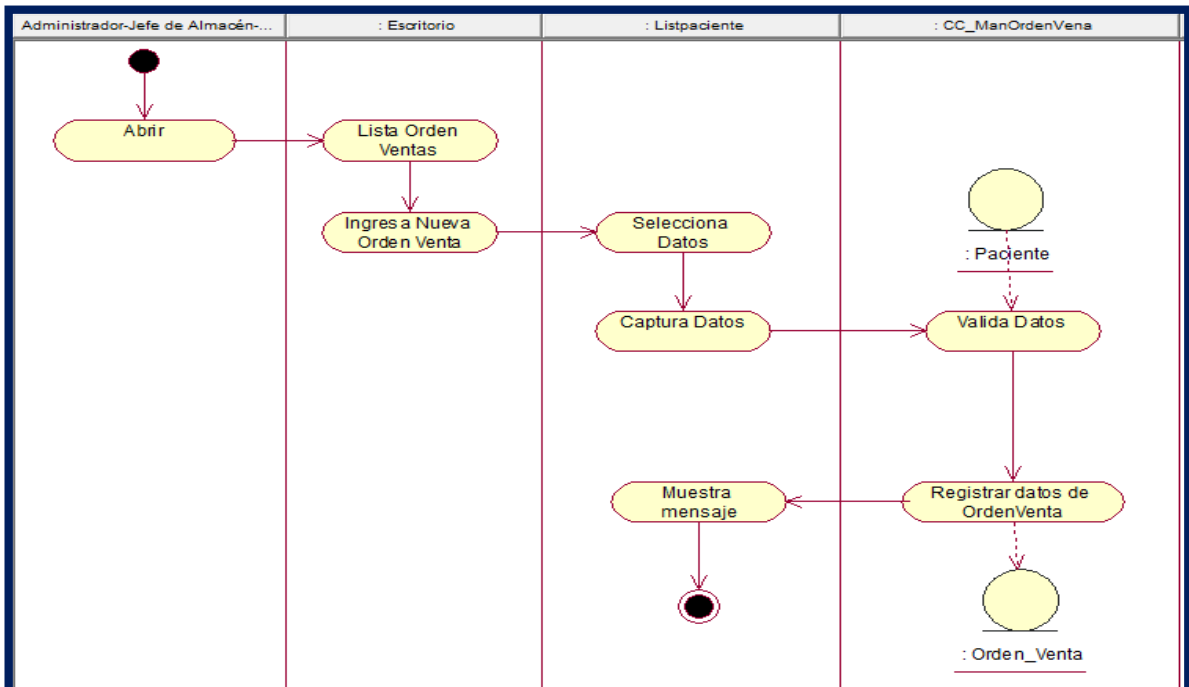 Administrador-Jefe de Almacén-...
: Escritorio
: Listpaciente
: CC_ManOrdenVena
Abrir
Lista Orden
Ventas
Ingresa Nueva
Orden Venta
Selecciona
Datos
: Paciente
Captura Datos
Valida Datos
Muestra
mensaje
Registrar datos de
OrdenVenta
: Orden_Venta